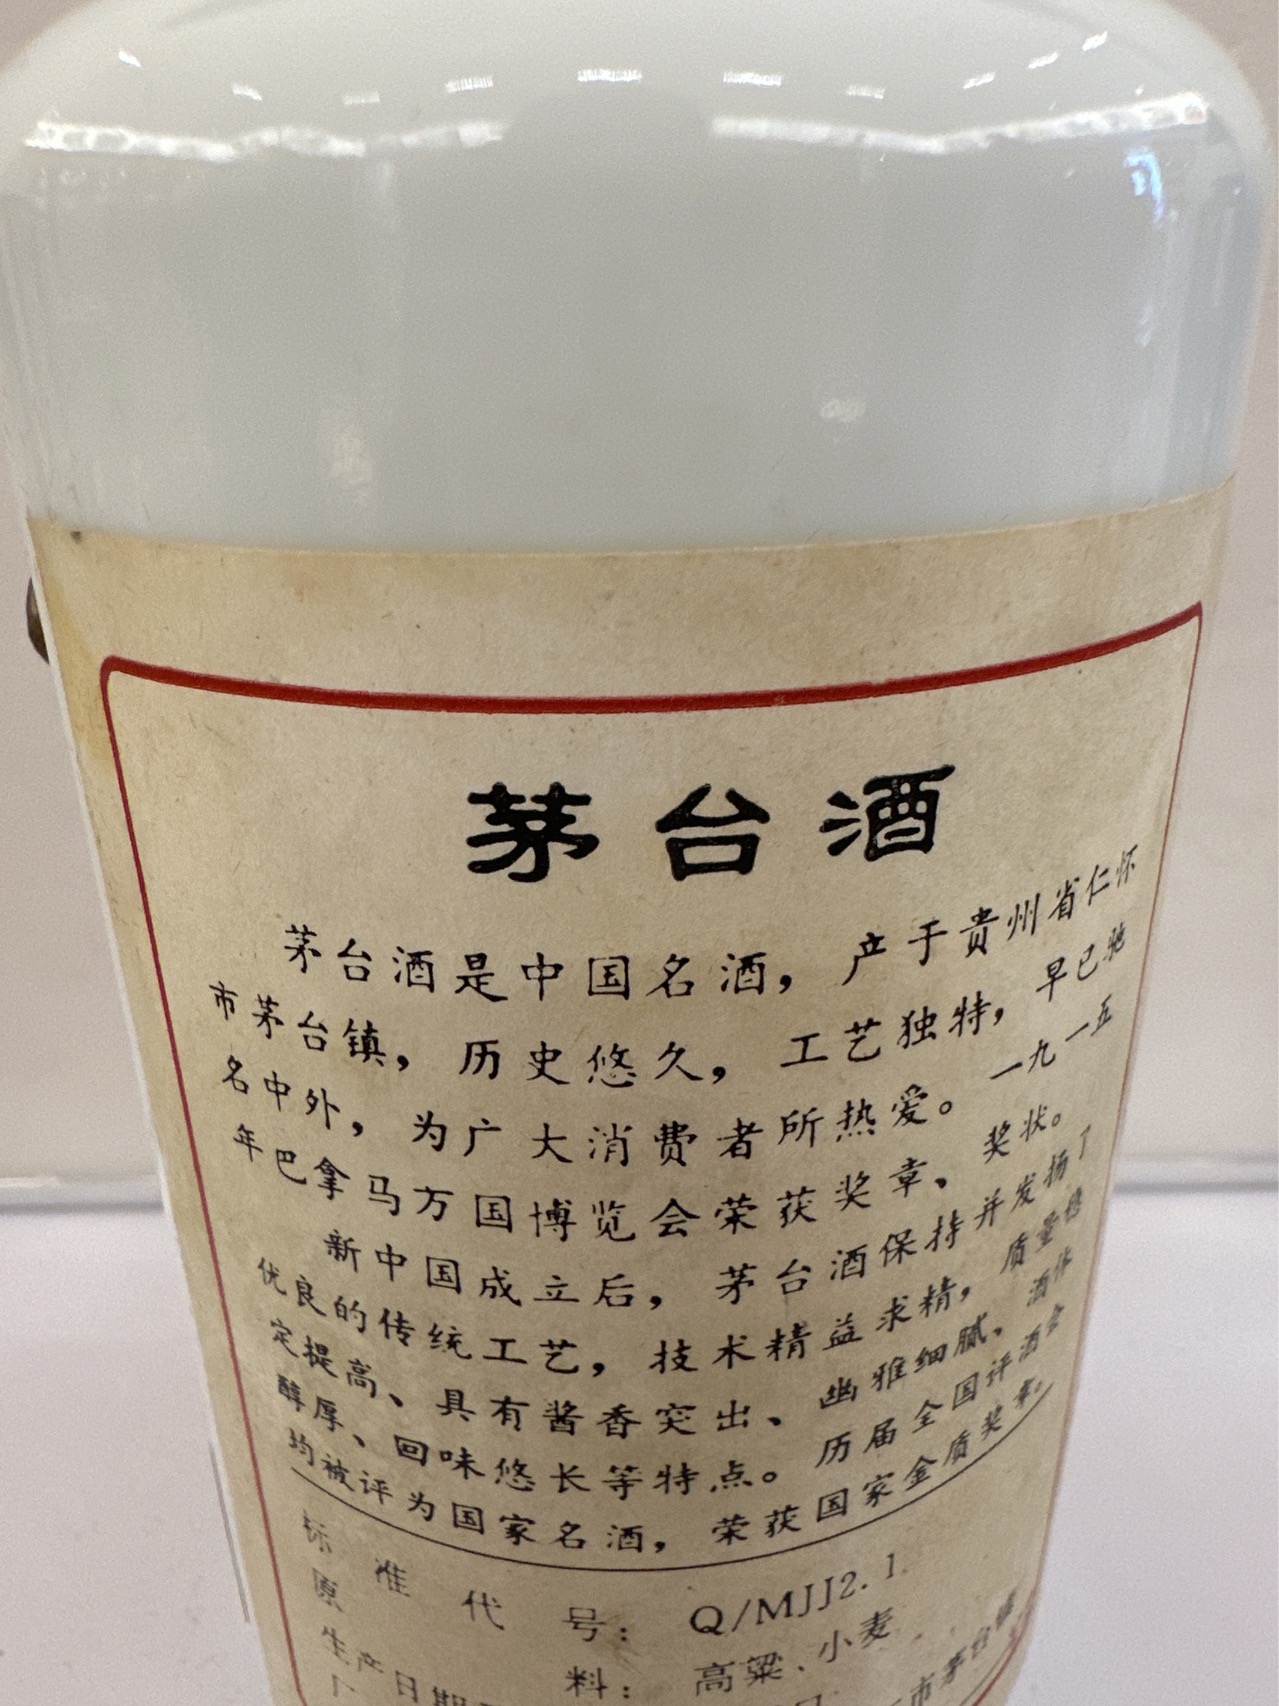 茅台酒
茅台酒是中国名酒，产于贵州省仁怀
市茅台镇，历史悠久，工艺独特，早已驰
名中外，为广大消费者所热爱。一九一五
年巴拿马万国博览会荣获奖章、奖状。
新中国成立后，茅台酒保持并发扬了
优良的传统工艺，技术精益求精，质量稳
定提高、具有酱香突出、幽雅细腻、酒体
醇厚、回味悠长等特点。历届全国评酒会
均被评为国家名酒，荣获国家金质奖章。
标准代号：Q/MJJ2.1
原料：高粱、小麦
生产日期
市茅台镇